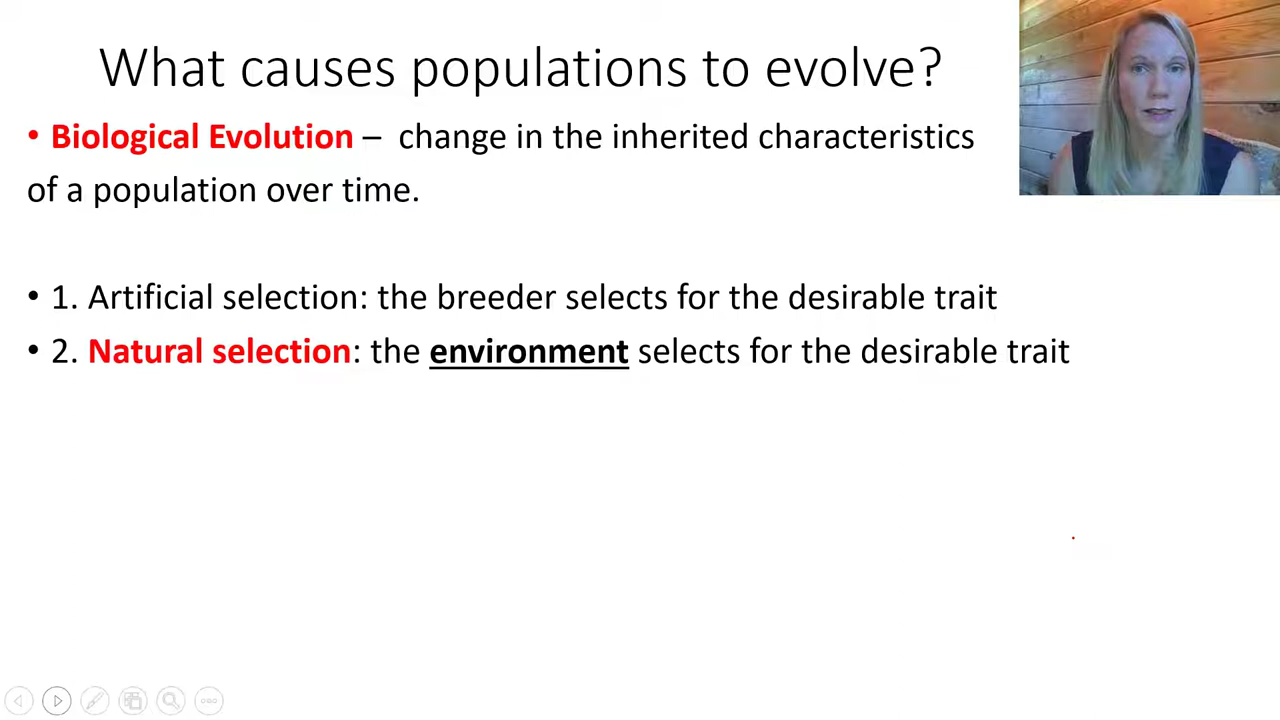 What causes populations to evolve?
• Biological Evolution – change in the inherited characteristics
of a population over time.
• 1. Artificial selection: the breeder selects for the desirable trait
• 2. Natural selection: the environment selects for the desirable trait